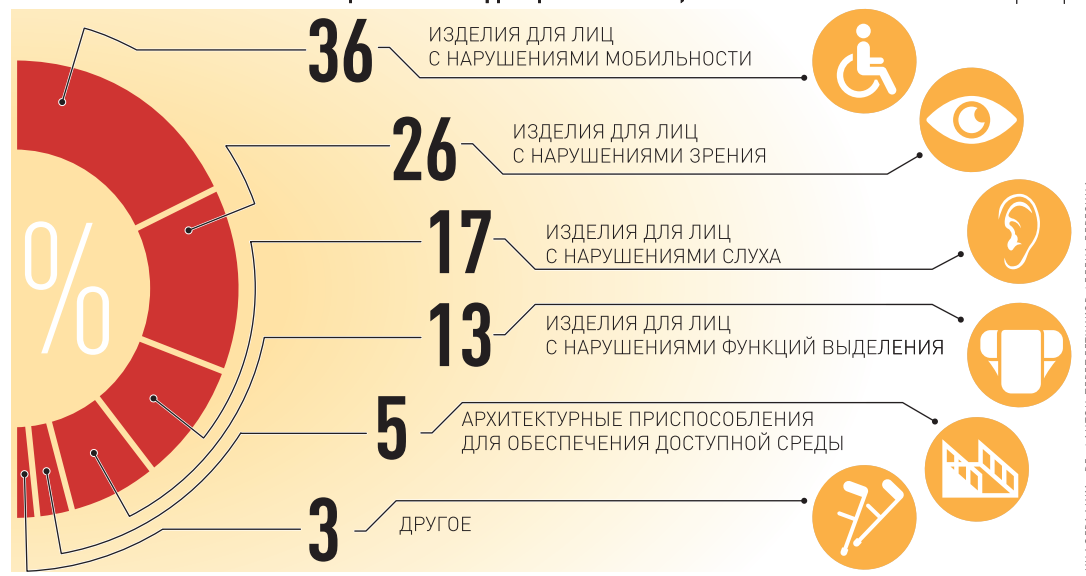 %
36
ИЗДЕЛИЯ ДЛЯ ЛИЦ
С НАРУШЕНИЯМИ МОБИЛЬНОСТИ
26
ИЗДЕЛИЯ ДЛЯ ЛИЦ
С НАРУШЕНИЯМИ ЗРЕНИЯ
17
ИЗДЕЛИЯ ДЛЯ ЛИЦ
С НАРУШЕНИЯМИ СЛУХА
13
ИЗДЕЛИЯ ДЛЯ ЛИЦ
С НАРУШЕНИЯМИ ФУНКЦИЙ ВЫДЕЛЕНИЯ
5
АРХИТЕКТУРНЫЕ ПРИСПОСОБЛЕНИЯ
ДЛЯ ОБЕСПЕЧЕНИЯ ДОСТУПНОЙ СРЕДЫ
3
ДРУГОЕ